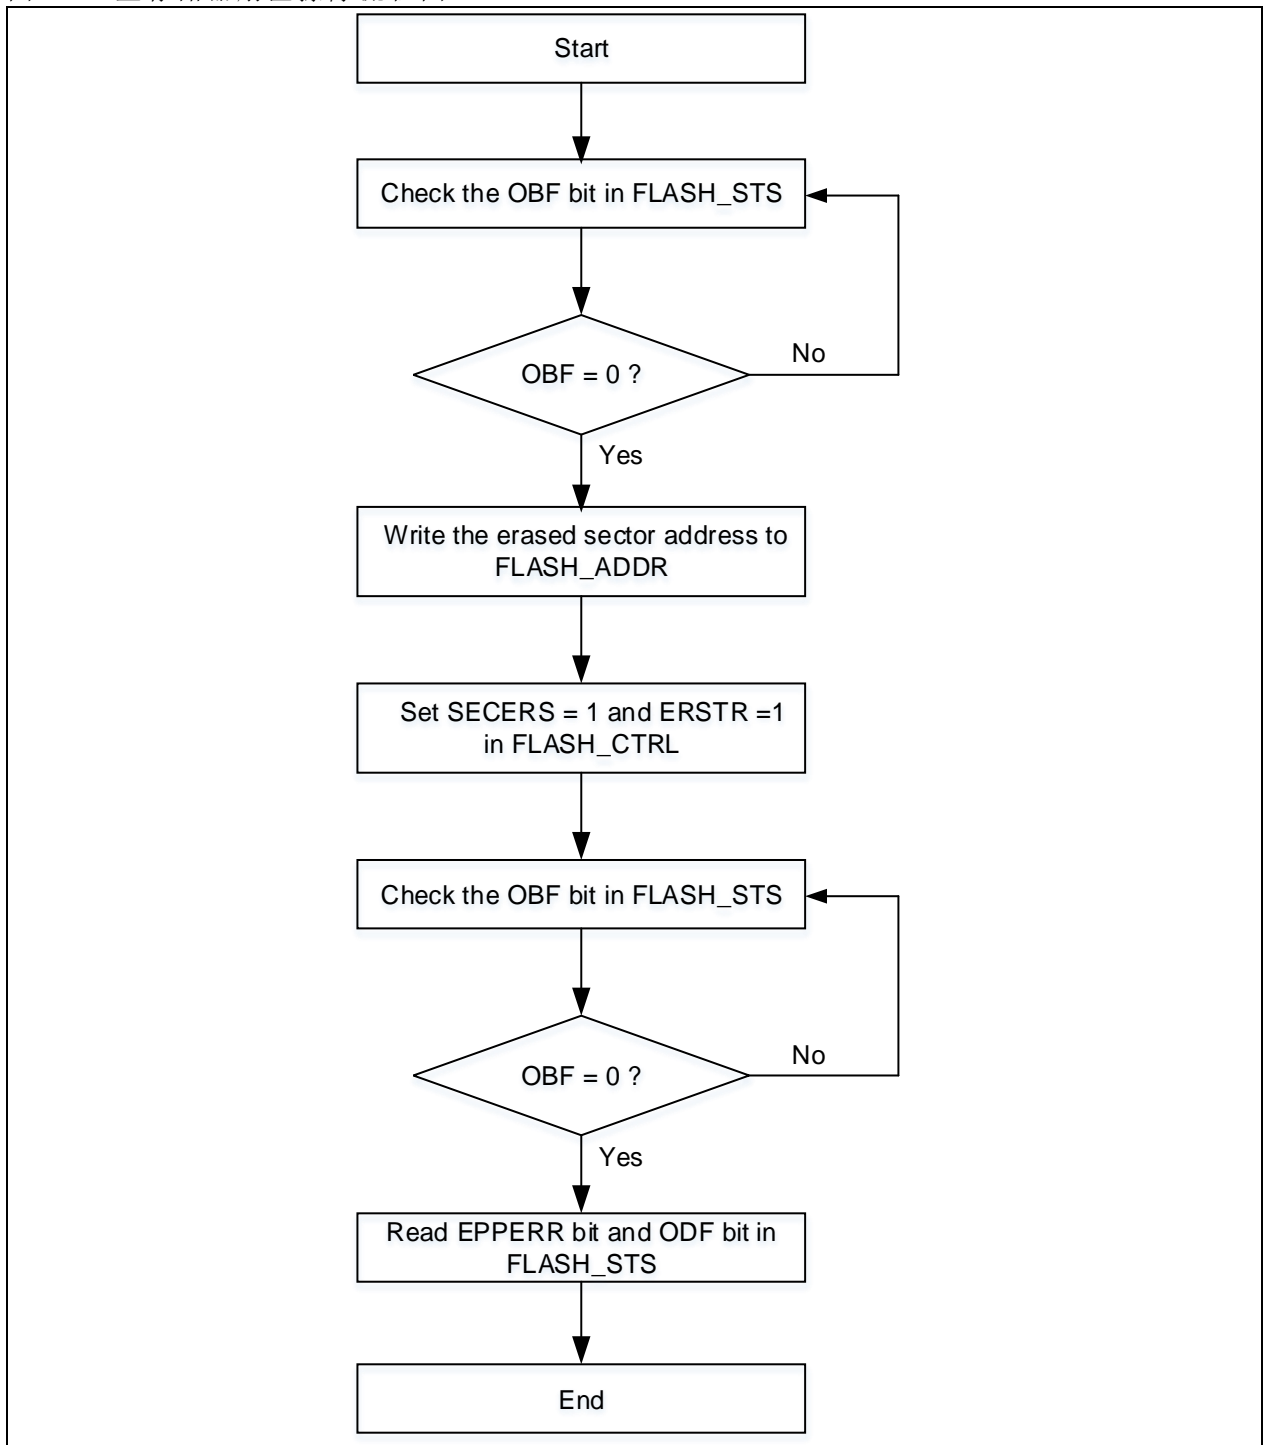 Start
Check the OBF bit in FLASH_STS
OBF = 0 ?
No
Yes
Write the erased sector address to
FLASH_ADDR
Set SECERS = 1 and ERSTR =1
in FLASH_CTRL
Check the OBF bit in FLASH_STS
OBF = 0 ?
No
Yes
Read EPPERR bit and ODF bit in
FLASH_STS
End